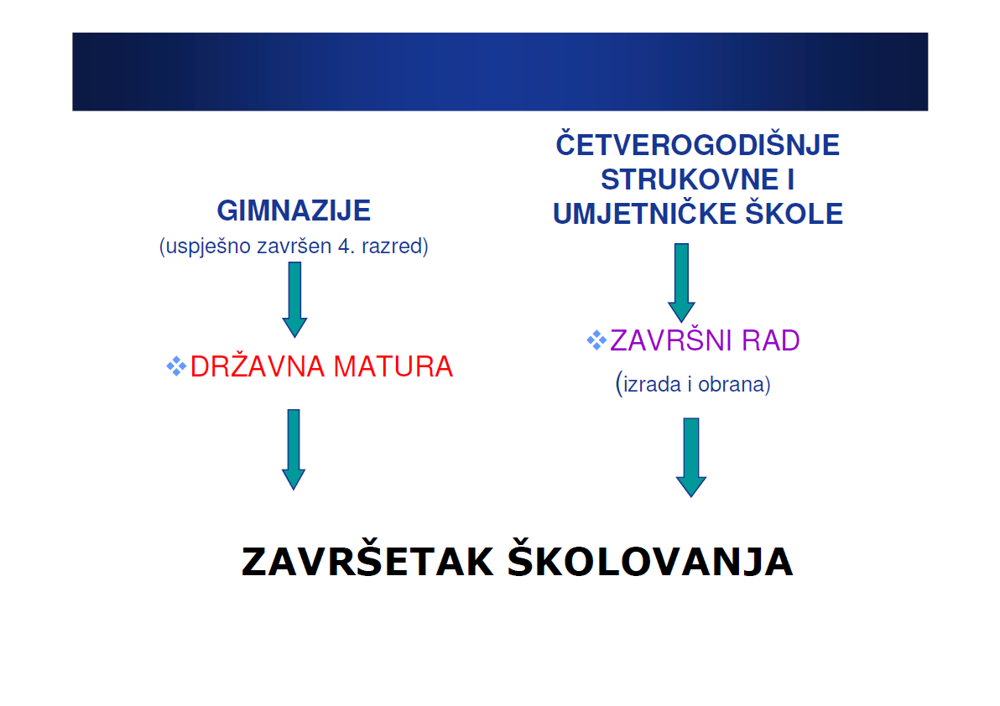 GIMNAZIJE
(uspješno završen 4. razred)
DRŽAVNA MATURA
ČETVEROGODIŠNJE
STRUKOVNE I
UMJETNIČKE ŠKOLE
ZAVRŠNI RAD
(izrada i obrana)
ZAVRŠETAK ŠKOLOVANJA